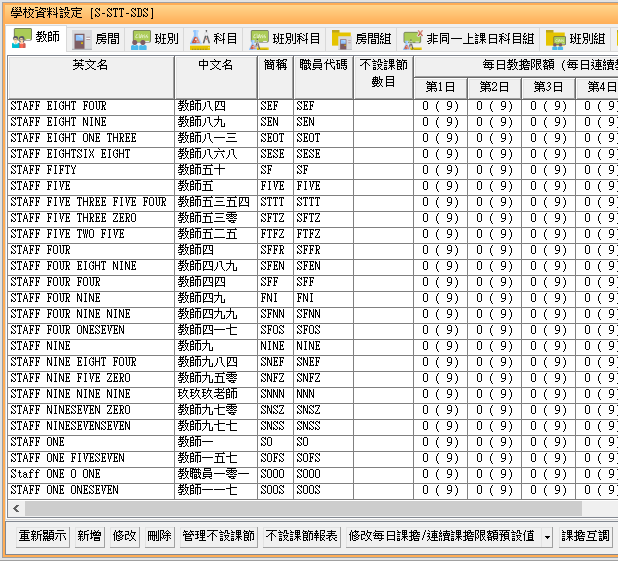 學校資料設定 [S-STT-SDS]
教師 房間 班別 科目 班別科目 房間組 非同一上課日科目組 班別組
英文名 中文名 簡稱 職員代碼 不設課節數目 每日教擔限額 (每日連續
第1日 第2日 第3日 第4日
STAFF EIGHT FOUR 教師八四 SEF SEF 0 ( 9) 0 ( 9) 0 ( 9) 0 ( 9)
STAFF EIGHT NINE 教師八九 SEN SEN 0 ( 9) 0 ( 9) 0 ( 9) 0 ( 9)
STAFF EIGHT ONE THREE 教師八一三 SEOT SEOT 0 ( 9) 0 ( 9) 0 ( 9) 0 ( 9)
STAFF EIGHTSIX EIGHT 教師八六八 SESE SESE 0 ( 9) 0 ( 9) 0 ( 9) 0 ( 9)
STAFF FIFTY 教師五十 SF SF 0 ( 9) 0 ( 9) 0 ( 9) 0 ( 9)
STAFF FIVE 教師五 FIVE FIVE 0 ( 9) 0 ( 9) 0 ( 9) 0 ( 9)
STAFF FIVE THREE FIVE FOUR 教師五三五四 STTT STTT 0 ( 9) 0 ( 9) 0 ( 9) 0 ( 9)
STAFF FIVE THREE ZERO 教師五三零 SFTZ SFTZ 0 ( 9) 0 ( 9) 0 ( 9) 0 ( 9)
STAFF FIVE TWO FIVE 教師五二五 FTFZ FTFZ 0 ( 9) 0 ( 9) 0 ( 9) 0 ( 9)
STAFF FOUR 教師四 SFFR SFFR 0 ( 9) 0 ( 9) 0 ( 9) 0 ( 9)
STAFF FOUR EIGHT NINE 教師四八九 SFEN SFEN 0 ( 9) 0 ( 9) 0 ( 9) 0 ( 9)
STAFF FOUR FOUR 教師四四 SFF SFF 0 ( 9) 0 ( 9) 0 ( 9) 0 ( 9)
STAFF FOUR NINE 教師四九 FNI FNI 0 ( 9) 0 ( 9) 0 ( 9) 0 ( 9)
STAFF FOUR NINE NINE 教師四九九 SFNN SFNN 0 ( 9) 0 ( 9) 0 ( 9) 0 ( 9)
STAFF FOUR ONESEVEN 教師四一七 SFOS SFOS 0 ( 9) 0 ( 9) 0 ( 9) 0 ( 9)
STAFF NINE 教師九 NINE NINE 0 ( 9) 0 ( 9) 0 ( 9) 0 ( 9)
STAFF NINE EIGHT FOUR 教師九八四 SNEF SNEF 0 ( 9) 0 ( 9) 0 ( 9) 0 ( 9)
STAFF NINE FIVE ZERO 教師九五零 SNFZ SNFZ 0 ( 9) 0 ( 9) 0 ( 9) 0 ( 9)
STAFF NINE NINE NINE 玖玖玖老師 SNNN NNN 0 ( 9) 0 ( 9) 0 ( 9) 0 ( 9)
STAFF NINESEVEN ZERO 教師九七零 SNSZ SNSZ 0 ( 9) 0 ( 9) 0 ( 9) 0 ( 9)
STAFF NINESEVENSEVEN 教師九七七 SNSS SNSS 0 ( 9) 0 ( 9) 0 ( 9) 0 ( 9)
STAFF ONE 教師一 SO SO 0 ( 9) 0 ( 9) 0 ( 9) 0 ( 9)
STAFF ONE FIVESEVEN 教師一五七 SOFS SOFS 0 ( 9) 0 ( 9) 0 ( 9) 0 ( 9)
Staff ONE O ONE 教職員一零一 SOOO SOOO 0 ( 9) 0 ( 9) 0 ( 9) 0 ( 9)
STAFF ONE ONESEVEN 教師一一七 SOOS SOOS 0 ( 9) 0 ( 9) 0 ( 9) 0 ( 9)
重新顯示 新增 修改 刪除 管理不設課節 不設課節報表 修改每日課擔/連續課擔限額預設值 課擔互調